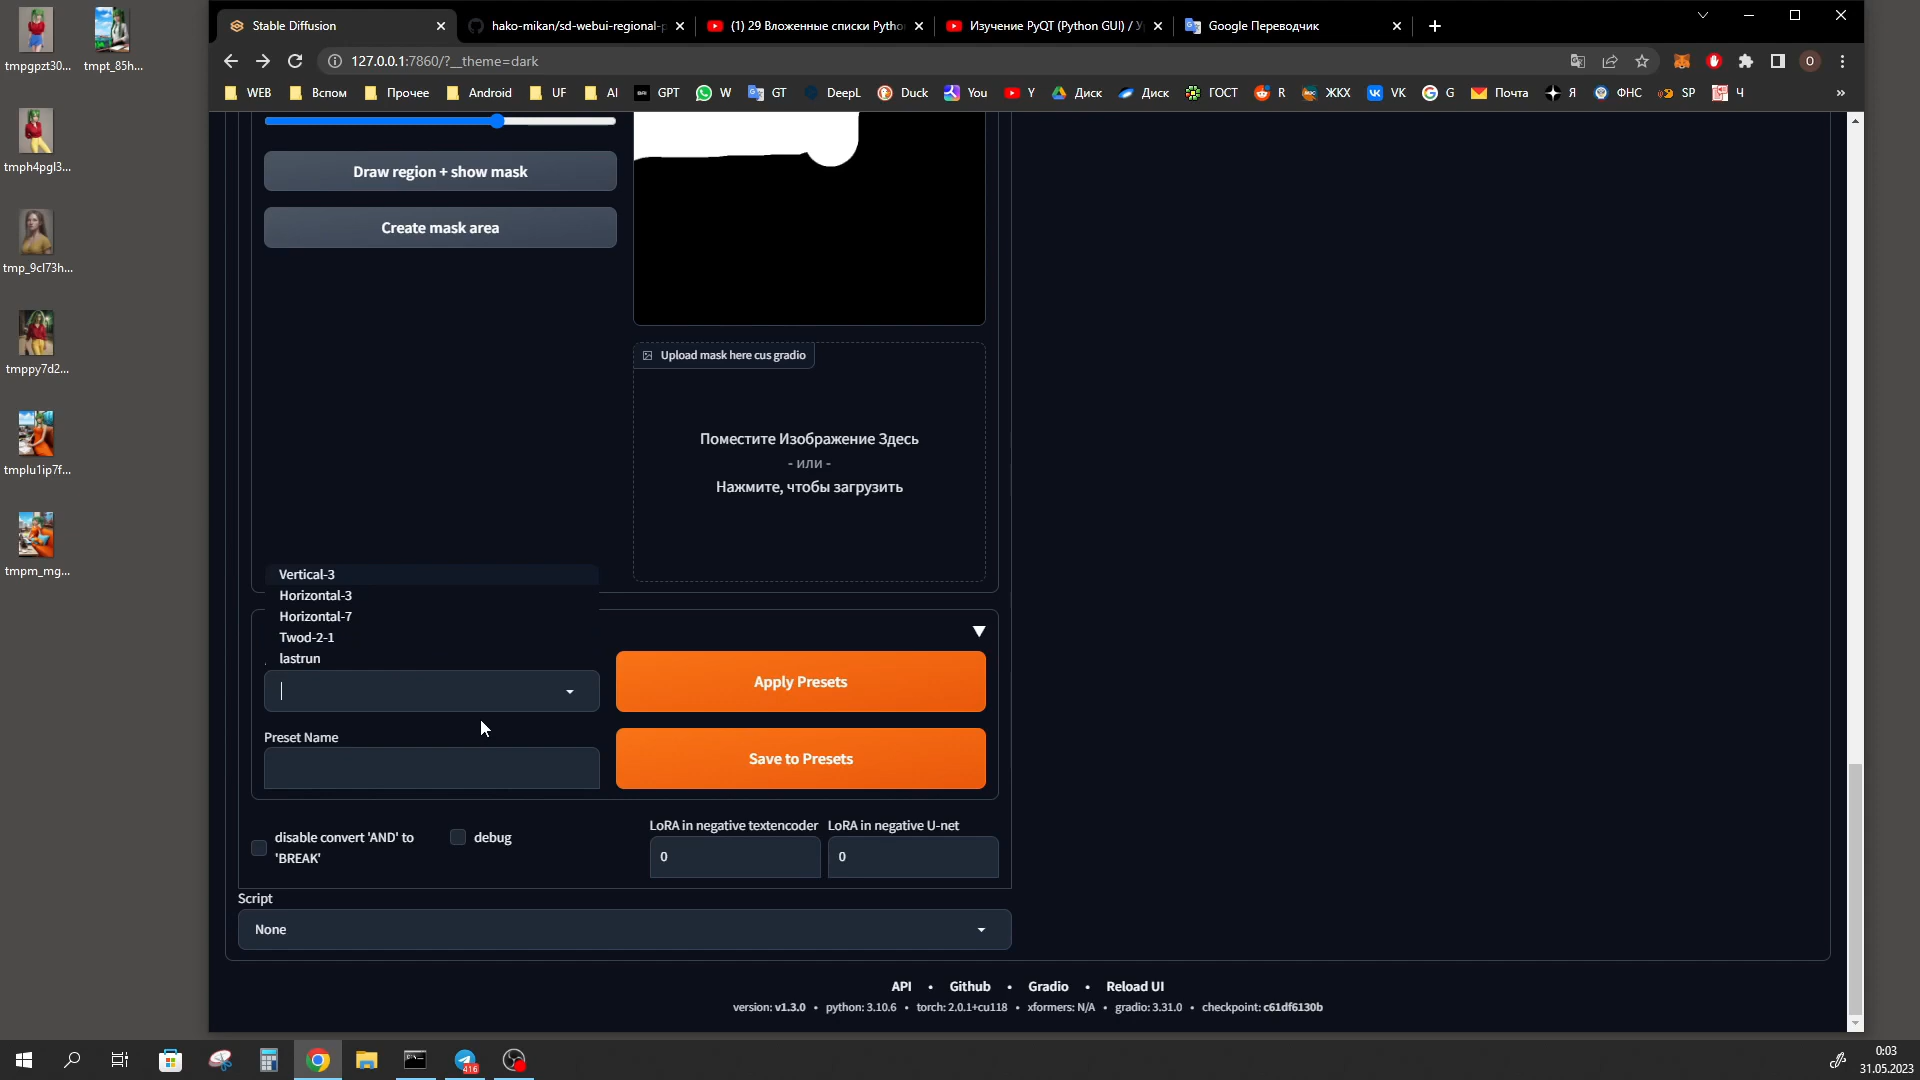 tmpgpzt30...
tmpt_85h...
tmph4pgl3...
tmp_9cl73h...
tmppy7d2...
tmplu1ip7f...
tmpm_mg...
Stable Diffusion
hako-mikan/sd-webui-regional-p
(1) 29 Вложенные списки Pytho
Изучение PyQT (Python GUI) / У
Google Переводчик
127.0.0.1:7860/?__theme=dark
O
WEB
Вспом
Прочее
Android
UF
AI
GPT
W
GT
DeepL
Duck
You
Y
Диск
Диск
ГОСТ
R
ЖКХ
VK
G
Почта
Я
ФНС
SP
Ч
»
Draw region + show mask
Create mask area
Upload mask here cus gradio
Поместите Изображение Здесь
- или -
Нажмите, чтобы загрузить
Vertical-3
Horizontal-3
Horizontal-7
Twod-2-1
lastrun
Apply Presets
Preset Name
Save to Presets
disable convert 'AND' to
'BREAK'
debug
LoRA in negative textencoder
LoRA in negative U-net
0
0
Script
None
API • Github • Gradio • Reload UI
version: v1.3.0 • python: 3.10.6 • torch: 2.0.1+cu118 • xformers: N/A • gradio: 3.31.0 • checkpoint: c61df6130b
416
0:03
31.05.2023